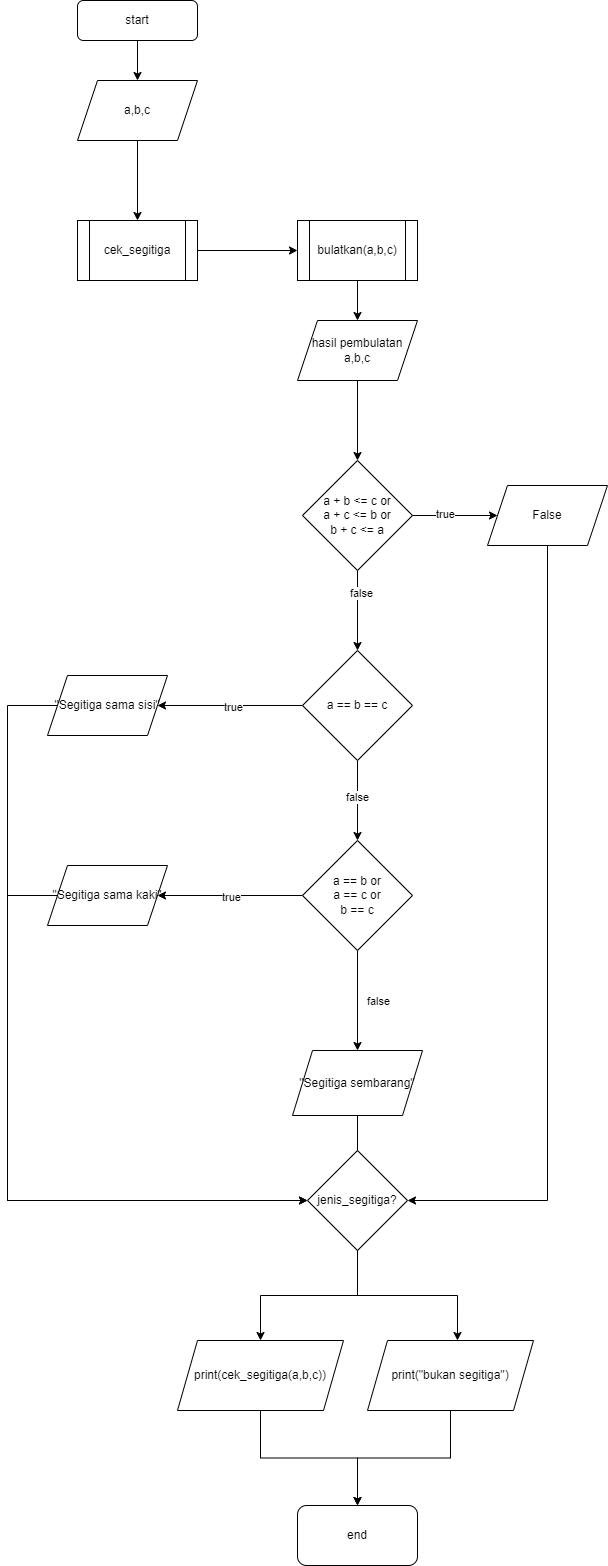 start
a,b,c
cek_segitiga
bulatkan(a,b,c)
hasil pembulatan
a,b,c
a + b <= c or
a + c <= b or
b + c <= a
true
False
false
a == b == c
true
"Segitiga sama sisi"
false
a == b or
a == c or
b == c
true
"Segitiga sama kaki"
false
"Segitiga sembarang"
jenis_segitiga?
print(cek_segitiga(a,b,c))
print("bukan segitiga")
end